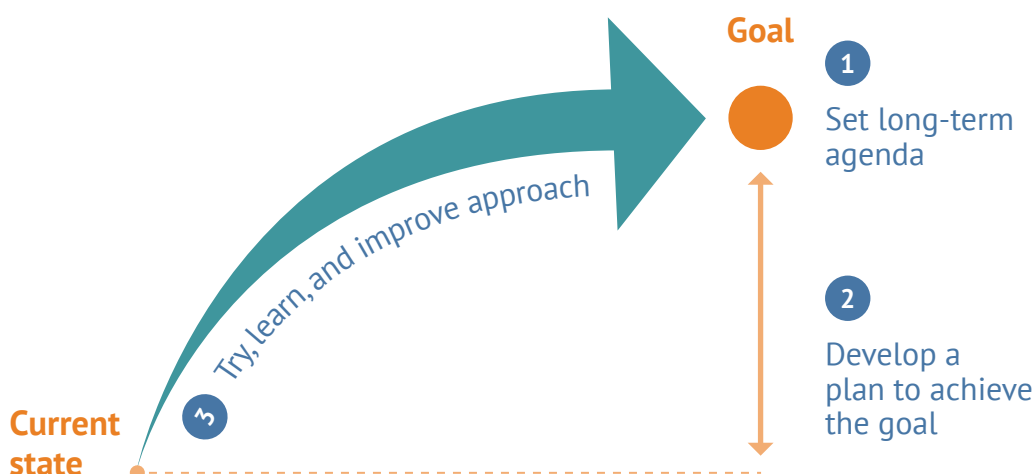 Goal
1
Set long-term
agenda
2
Develop a
plan to achieve
the goal
3
Try, learn, and improve approach
Current
state